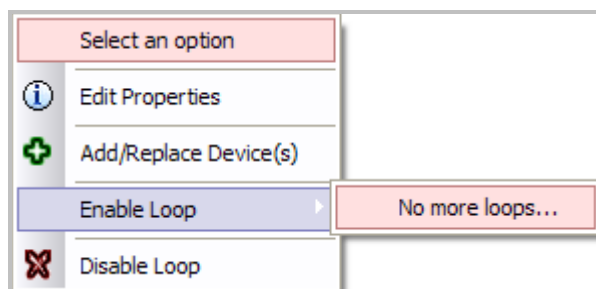 Select an option
Edit Properties
Add/Replace Device(s)
Enable Loop
No more loops...
Disable Loop